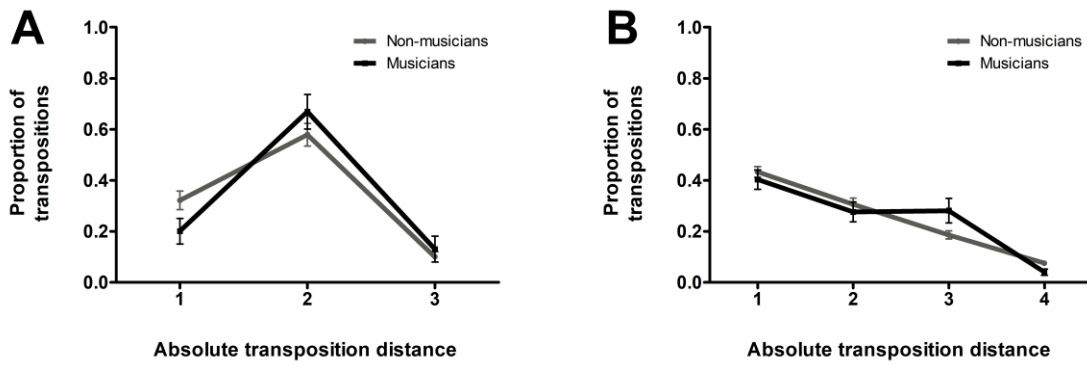 A
Proportion of
transpositions
1.0
0.8
0.6
0.4
0.2
0.0
Non-musicians
Musicians
1
2
3
Absolute transposition distance
B
Proportion of
transpositions
1.0
0.8
0.6
0.4
0.2
0.0
Non-musicians
Musicians
1
2
3
4
Absolute transposition distance